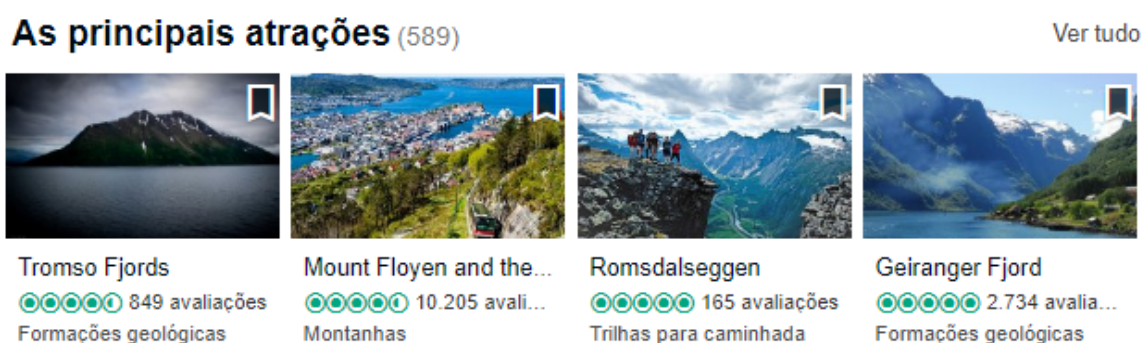 As principais atrações (589)
Ver tudo
Tromso Fjords
849 avaliações
Formações geológicas
Mount Floyen and the...
10.205 avali...
Montanhas
Romsdalseggen
165 avaliações
Trilhas para caminhada
Geiranger Fjord
2.734 avalia...
Formações geológicas